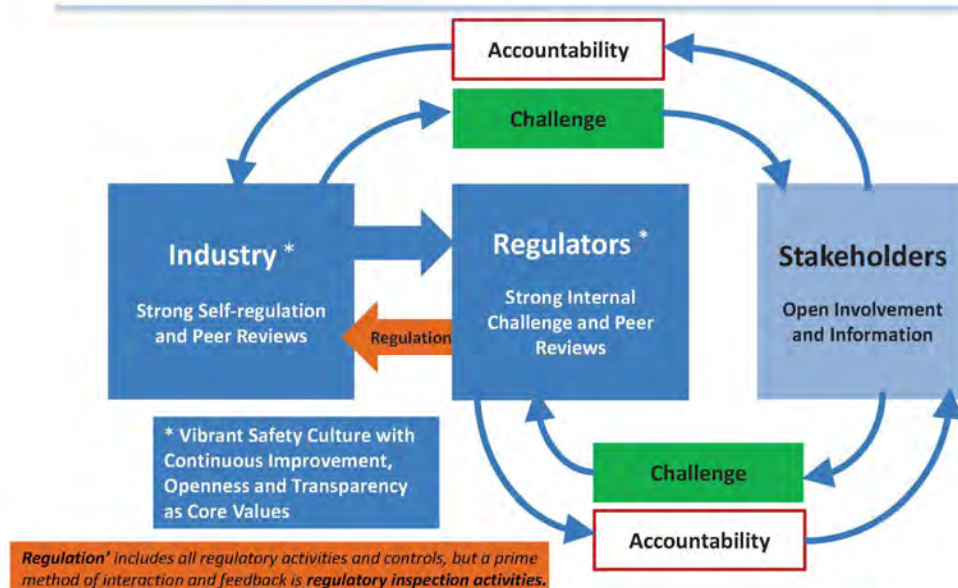 Accountability
Challenge
Industry *
Strong Self-regulation
and Peer Reviews
Regulation
Regulators *
Strong Internal
Challenge and Peer
Reviews
Stakeholders
Open Involvement
and Information
* Vibrant Safety Culture with
Continuous Improvement,
Openness and Transparency
as Core Values
Challenge
Accountability
Regulation’ includes all regulatory activities and controls, but a prime
method of interaction and feedback is regulatory inspection activities.